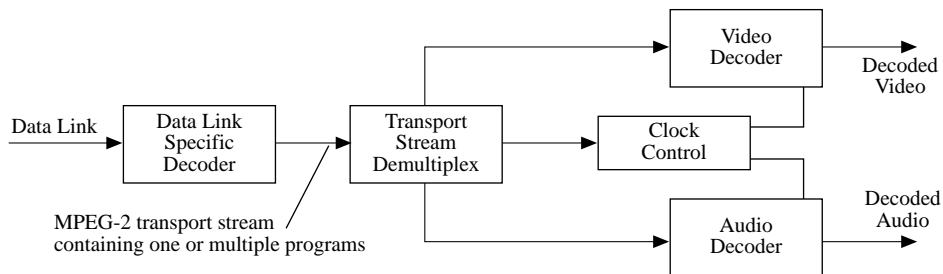 Video
Decoder
Decoded
Video
Data Link
Data Link
Specific
Decoder
Transport
Stream
Demultiplex
Clock
Control
MPEG-2 transport stream
containing one or multiple programs
Audio
Decoder
Decoded
Audio